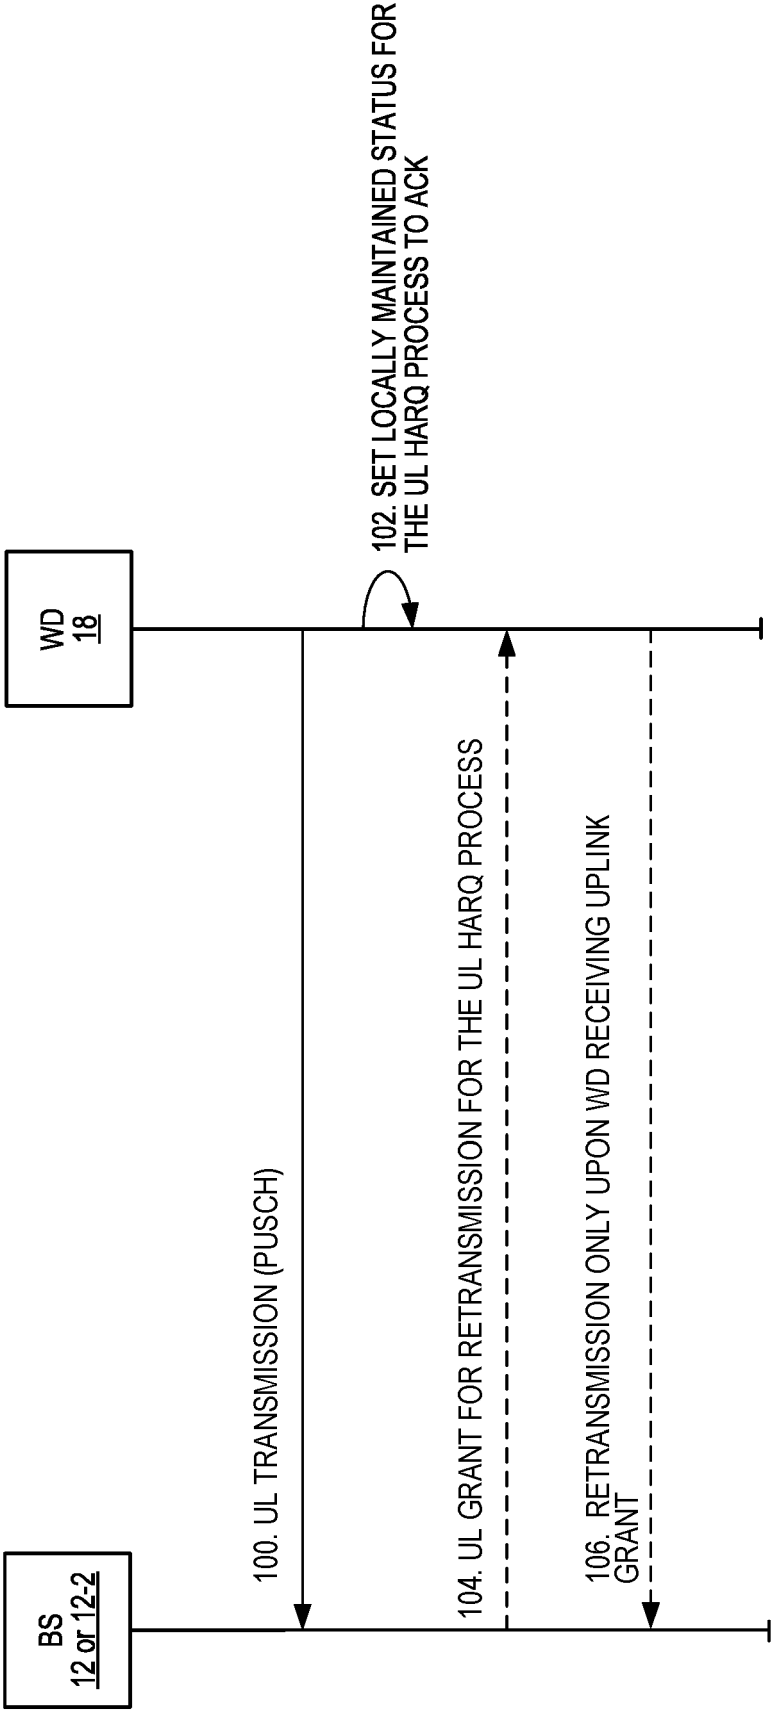 BS
12 or 12-2
WD
18
100. UL TRANSMISSION (PUSCH)
102. SET LOCALLY MAINTAINED STATUS FOR
THE UL HARQ PROCESS TO ACK
104. UL GRANT FOR RETRANSMISSION FOR THE UL HARQ PROCESS
106. RETRANSMISSION ONLY UPON WD RECEIVING UPLINK
GRANT